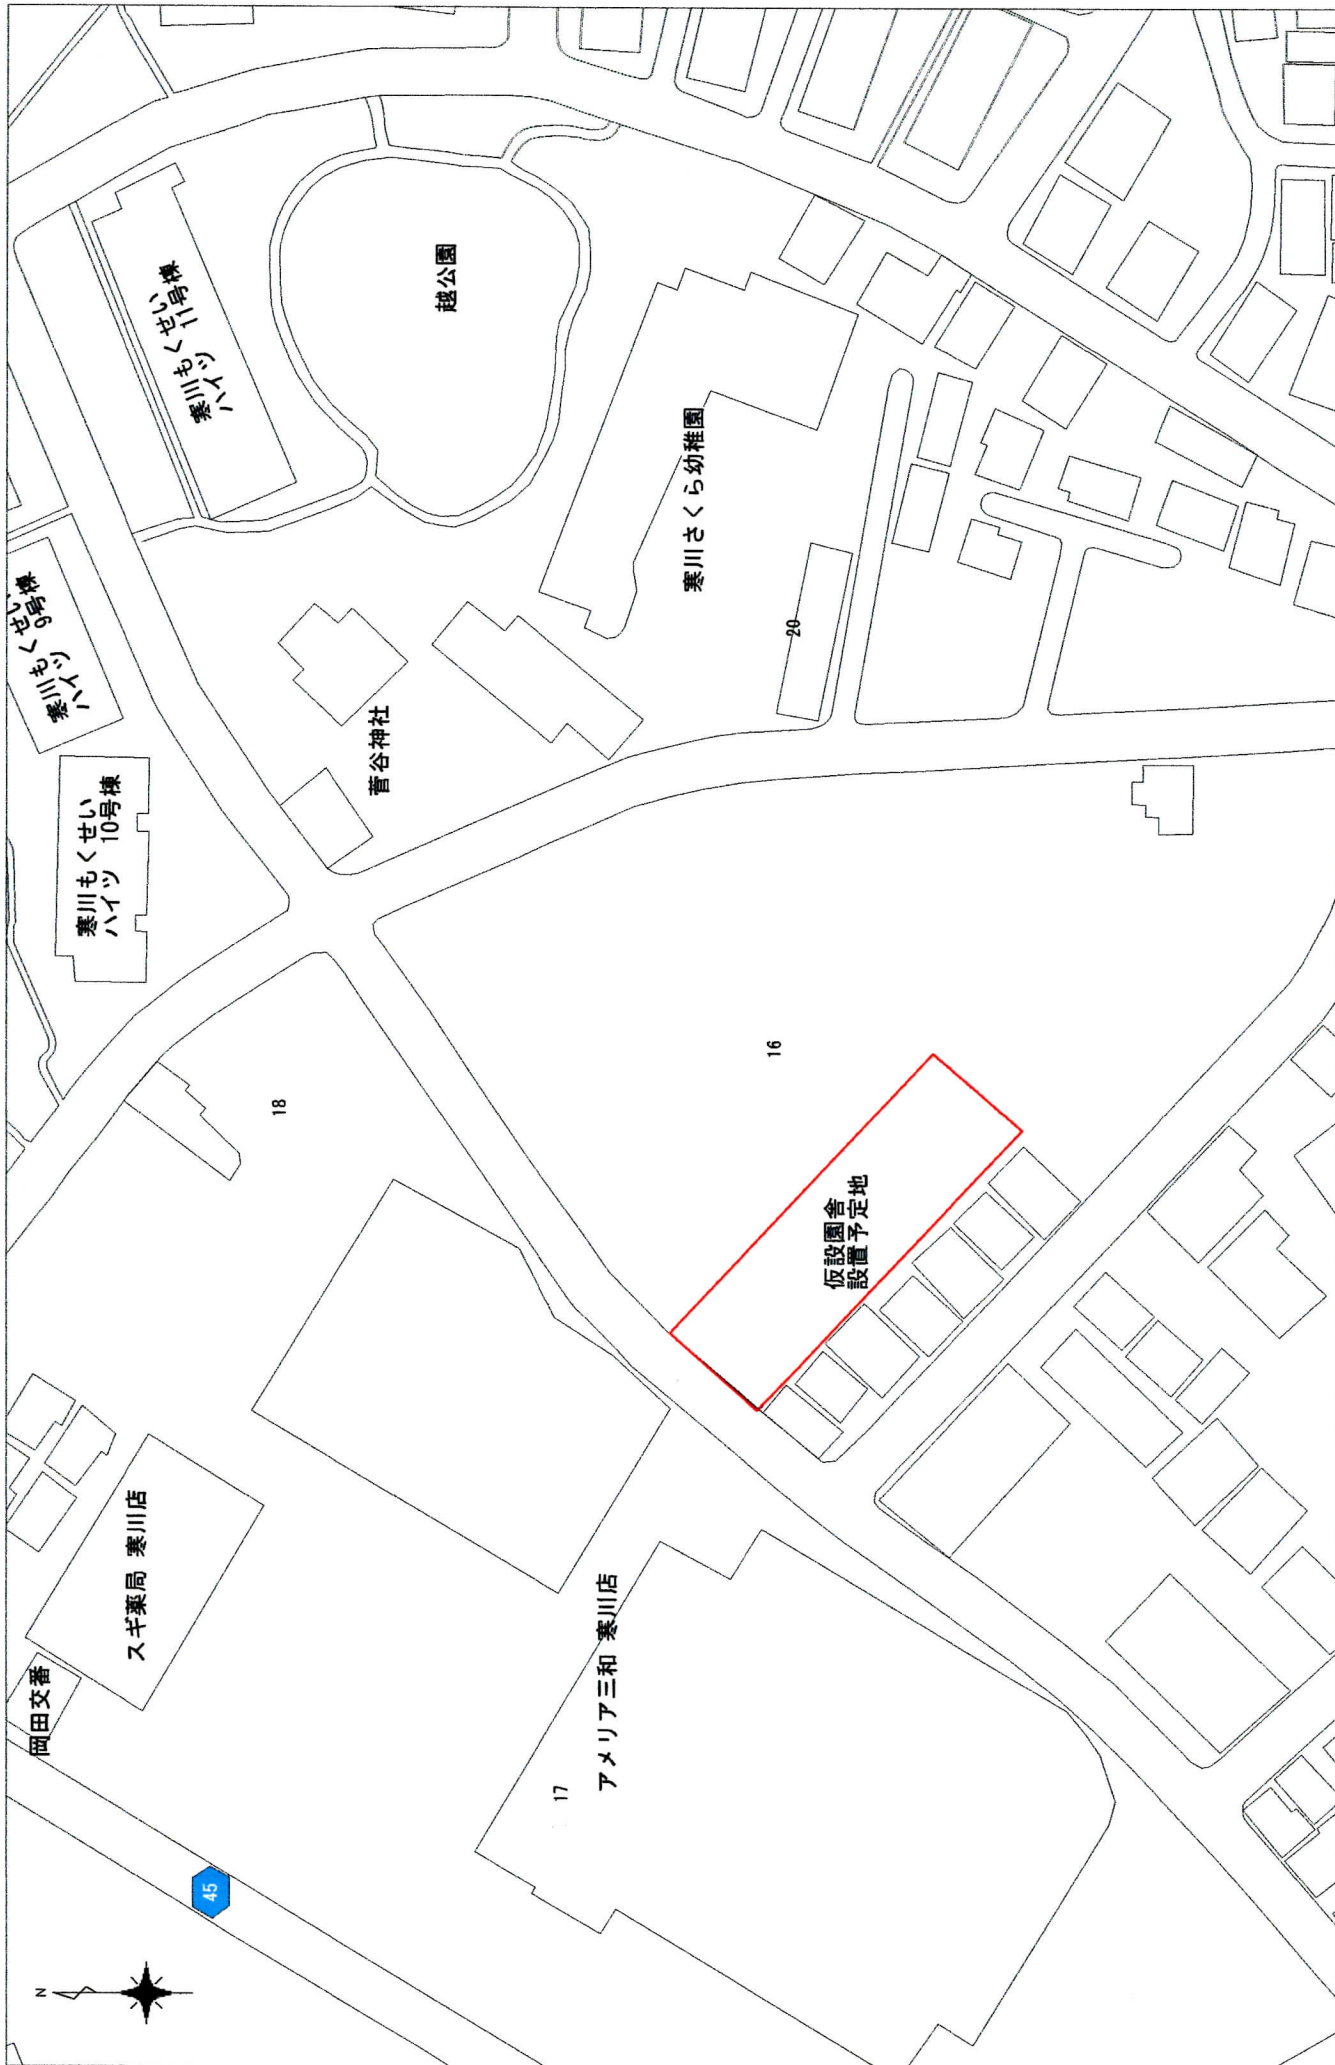 N
45
岡田交番
スギ薬局 寒川店
17
アメリア三和 寒川店
18
寒川もくせい
ハイツ 10号棟
寒川もくせい
ハイツ 9号棟
寒川もくせい
ハイツ 11号棟
越公園
菅谷神社
寒川さくら幼稚園
20
16
仮設園舎
設置予定地